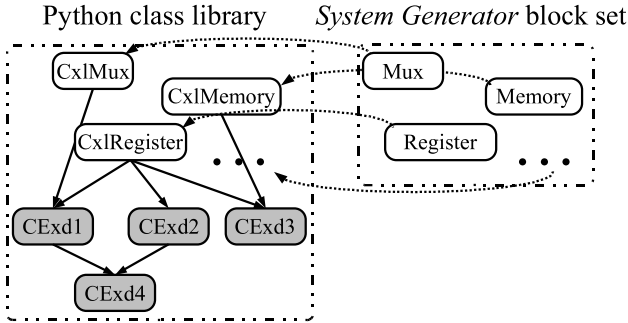 Python class library
System Generator block set
CxlMux
Mux
CxlMemory
Memory
CxlRegister
Register
• • •
• • •
CExd1
CExd2
CExd3
CExd4